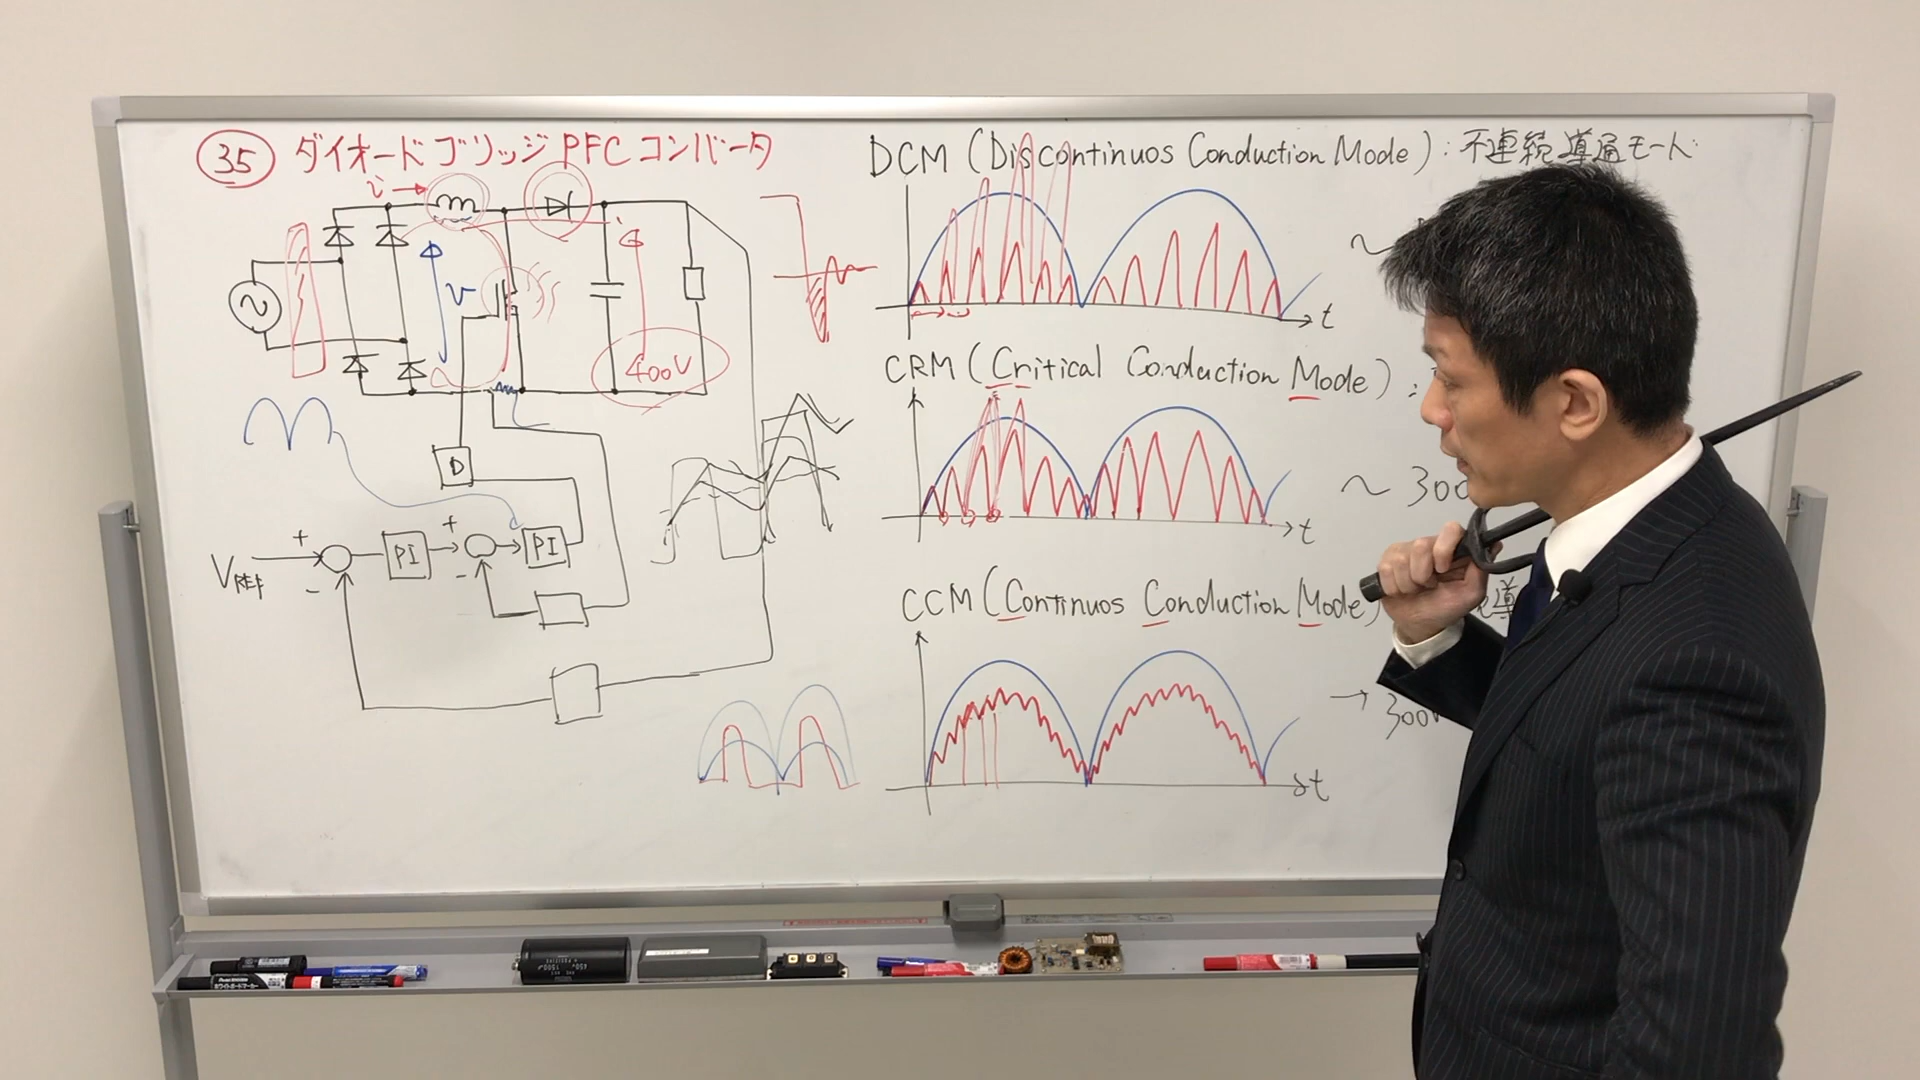 35 ダイオードブリッジPFCコンバータ
i
v
400V
D
VREF
+
-
PI
+
-
PI
DCM (Discontinuos Conduction Mode) : 不連続導通モード
~
t
CRM (Critical Conduction Mode) :
~ 300
t
CCM (Continuos Conduction Mode)
導
→ 300
t